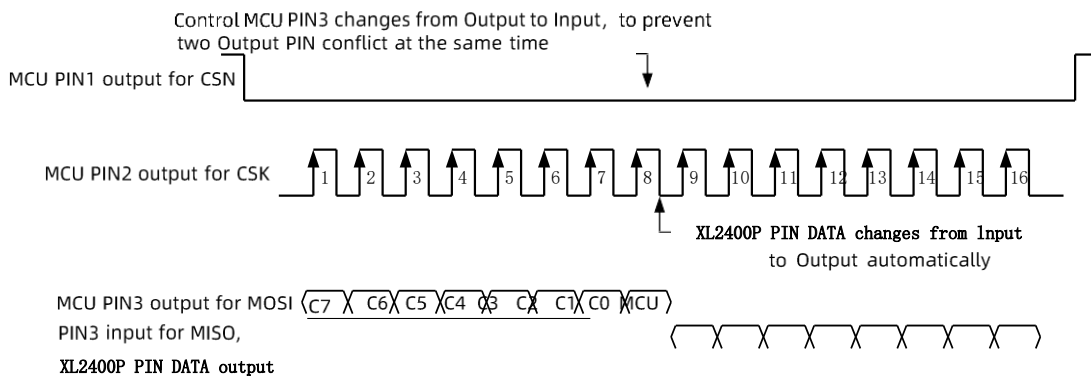 Control MCU PIN3 changes from Output to Input, to prevent
two Output PIN conflict at the same time
MCU PIN1 output for CSN
MCU PIN2 output for CSK
1 2 3 4 5 6 7 8 9 10 11 12 13 14 15 16
XL2400P PIN DATA changes from lnput
to Output automatically
MCU PIN3 output for MOSI C7 C6 C5 C4 C3 C2 C1 C0 MCU
PIN3 input for MISO,
XL2400P PIN DATA output